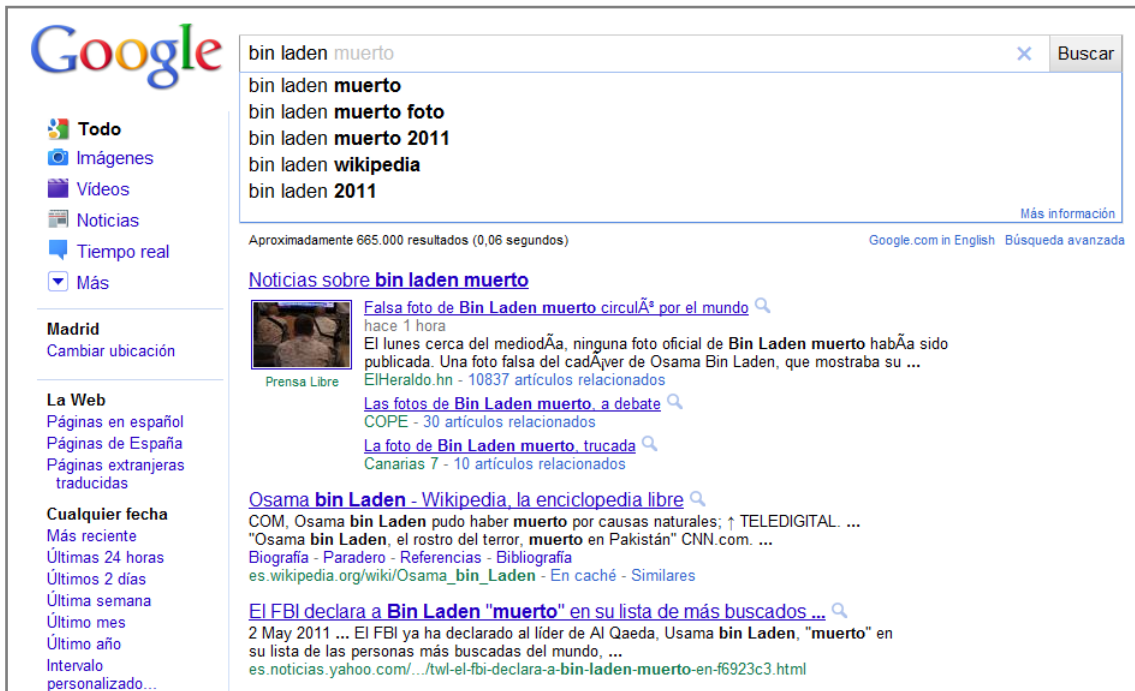 Google
bin laden muerto
Buscar
bin laden muerto
bin laden muerto foto
bin laden muerto 2011
bin laden wikipedia
bin laden 2011
Más información
Todo
Imágenes
Vídeos
Noticias
Tiempo real
Más
Madrid
Cambiar ubicación
La Web
Páginas en español
Páginas de España
Páginas extranjeras
traducidas
Cualquier fecha
Más reciente
Últimas 24 horas
Últimos 2 días
Última semana
Último mes
Último año
Intervalo
personalizado...
Aproximadamente 665.000 resultados (0,06 segundos)
Google.com in English Búsqueda avanzada
Noticias sobre bin laden muerto
Prensa Libre
Falsa foto de Bin Laden muerto circulÃ³ por el mundo
hace 1 hora
El lunes cerca del mediodÃa, ninguna foto oficial de Bin Laden muerto habÃa sido
publicada. Una foto falsa del cadÃ¡ver de Osama Bin Laden, que mostraba su ...
ElHeraldo.hn - 10837 artículos relacionados
Las fotos de Bin Laden muerto, a debate
COPE - 30 artículos relacionados
La foto de Bin Laden muerto, trucada
Canarias 7 - 10 artículos relacionados
Osama bin Laden - Wikipedia, la enciclopedia libre
COM, Osama bin Laden pudo haber muerto por causas naturales; ↑ TELEDIGITAL. ...
"Osama bin Laden, el rostro del terror, muerto en Pakistán" CNN.com. ...
Biografía - Paradero - Referencias - Bibliografía
es.wikipedia.org/wiki/Osama_bin_Laden - En caché - Similares
El FBI declara a Bin Laden "muerto" en su lista de más buscados ...
2 May 2011 ... El FBI ya ha declarado al líder de Al Qaeda, Usama bin Laden, "muerto" en
su lista de las personas más buscadas del mundo, ...
es.noticias.yahoo.com/.../twl-el-fbi-declara-a-bin-laden-muerto-en-f6923c3.html